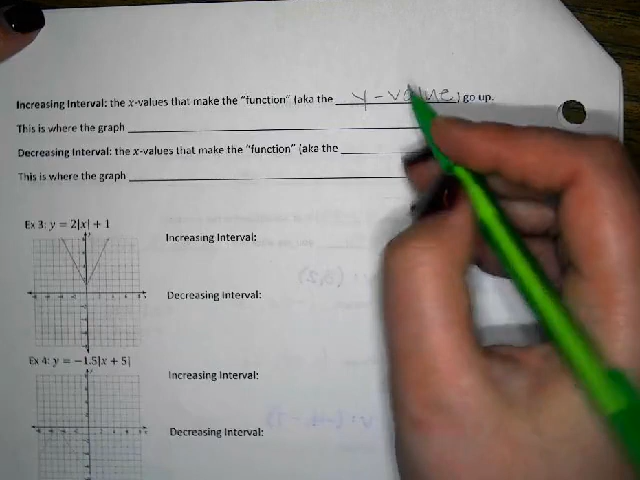 Increasing Interval: the x-values that make the "function" (aka the y-value) go up.
This is where the graph
Decreasing Interval: the x-values that make the "function" (aka the
This is where the graph
Ex 3: y = 2|x| + 1
Increasing Interval:
Decreasing Interval:
Ex 4: y = −1.5|x + 5|
Increasing Interval:
Decreasing Interval: